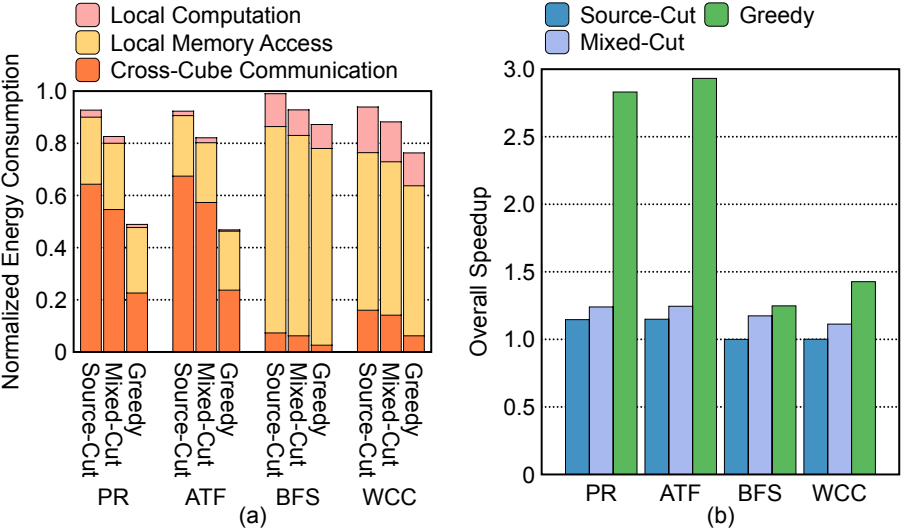 Local Computation
Local Memory Access
Cross-Cube Communication
Normalized Energy Consumption
1.0
0.8
0.6
0.4
0.2
0
Source-Cut
Mixed-Cut
Greedy
Source-Cut
Mixed-Cut
Greedy
Source-Cut
Mixed-Cut
Greedy
Source-Cut
Mixed-Cut
Greedy
PR ATF BFS WCC
(a)
Source-Cut Greedy
Mixed-Cut
Overall Speedup
3.0
2.5
2.0
1.5
1.0
0.5
0
PR ATF BFS WCC
(b)